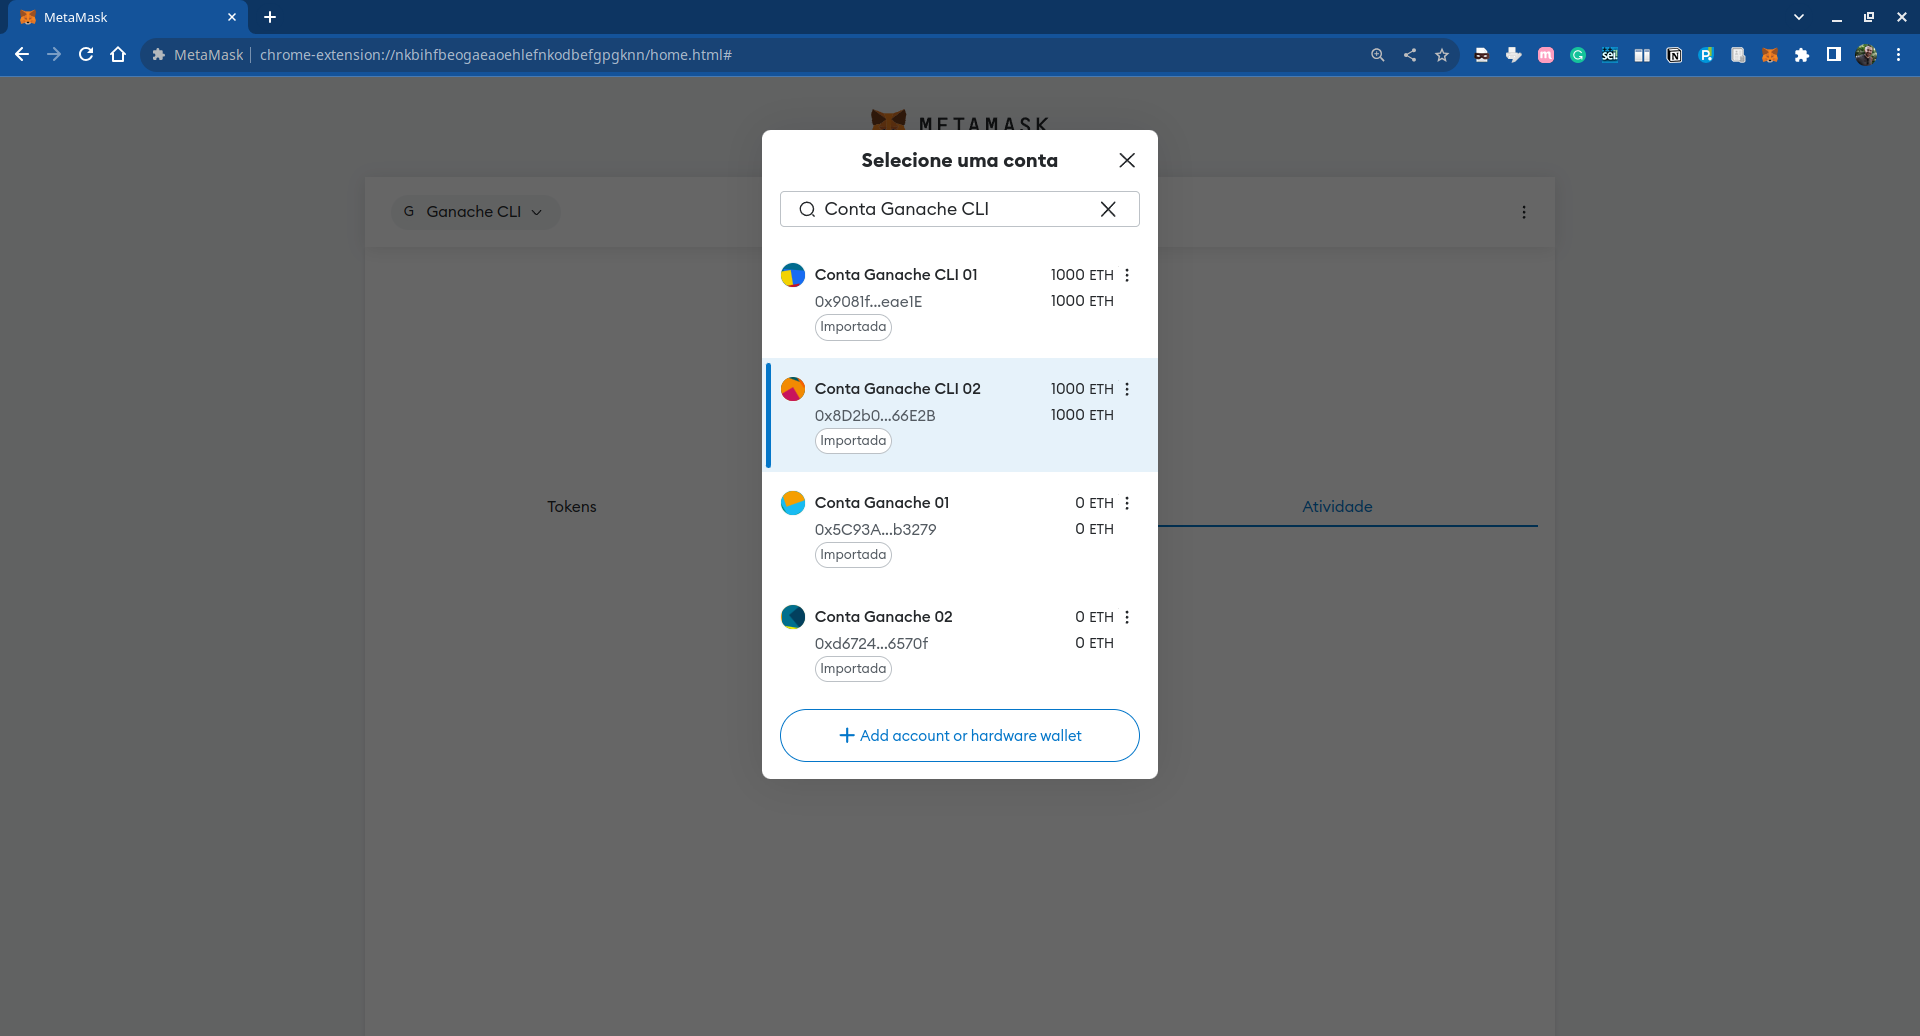 MetaMask
MetaMask | chrome-extension://nkbihfbeogaeaoehlefnkodbefgpgknn/home.html#
METAMASK
G Ganache CLI
Selecione uma conta
Conta Ganache CLI
Conta Ganache CLI 01 1000 ETH
0x9081f...eae1E 1000 ETH
Importada
Conta Ganache CLI 02 1000 ETH
0x8D2b0...66E2B 1000 ETH
Importada
Conta Ganache 01 0 ETH
0x5C93A...b3279 0 ETH
Importada
Conta Ganache 02 0 ETH
0xd6724...6570f 0 ETH
Importada
Tokens
Atividade
Add account or hardware wallet